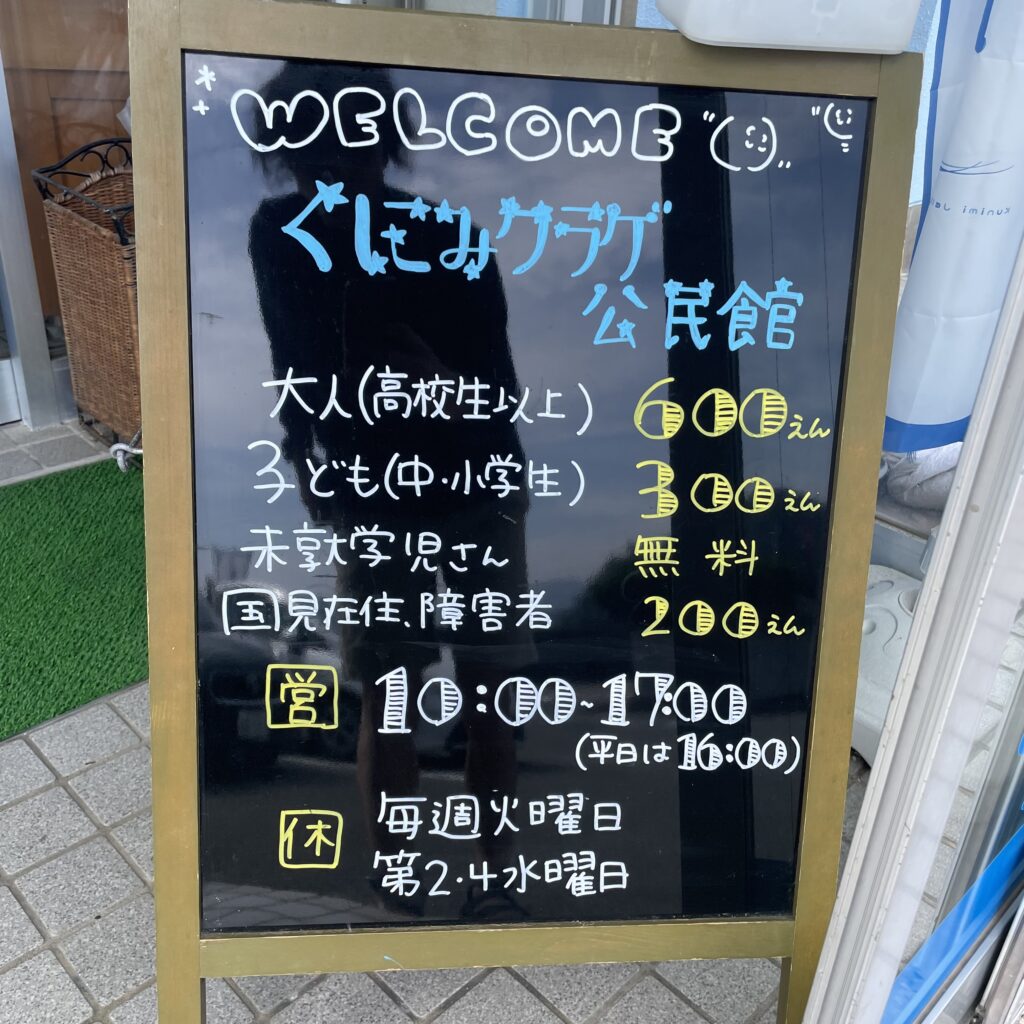 WELCOME
くにみクラゲ
公民館
大人(高校生以上) 600えん
子ども(中・小学生) 300えん
未就学児さん 無料
国見在住、障害者 200えん
営 10:00~17:00
(平日は16:00)
休 毎週火曜日
第2.4水曜日